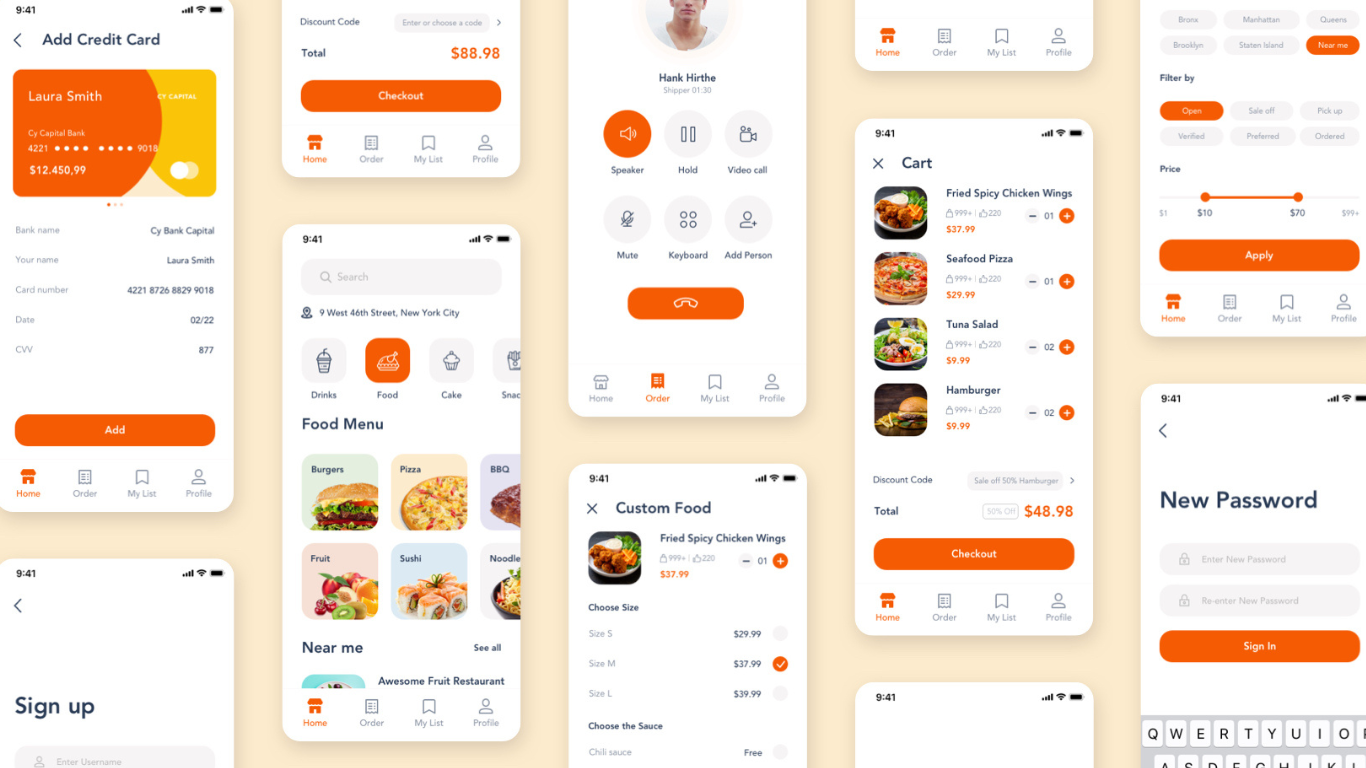 9:41
Add Credit Card
Laura Smith
CY CAPITAL
Cy Capital Bank
4221 •••• •••• 9018
$12.450,99
Bank name Cy Bank Capital
Your name Laura Smith
Card number 4221 8726 8829 9018
Date 02/22
CVV 877
Add
Home Order My List Profile
9:41
Sign up
Enter Username
Discount Code Enter or choose a code
Total $88.98
Checkout
Home Order My List Profile
9:41
Search
9 West 46th Street, New York City
Drinks Food Cake Snac
Food Menu
Burgers Pizza BBQ
Fruit Sushi Noodle
Near me See all
Awesome Fruit Restaurant
Home Order My List Profile
Hank Hirthe
Shipper 01:30
Speaker Hold Video call
Mute Keyboard Add Person
Home Order My List Profile
9:41
Custom Food
Fried Spicy Chicken Wings
999+ | 220 01
$37.99
Choose Size
Size S $29.99
Size M $37.99
Size L $39.99
Choose the Sauce
Chili sauce Free
Home Order My List Profile
9:41
Cart
Fried Spicy Chicken Wings
999+ | 220 01
$37.99
Seafood Pizza
999+ | 220 01
$29.99
Tuna Salad
999+ | 220 02
$9.99
Hamburger
999+ | 220 02
$9.99
Discount Code Sale off 50% Hamburger
Total 50% Off $48.98
Checkout
Home Order My List Profile
9:41
Bronx Manhattan Queens
Brooklyn Staten Island Near me
Filter by
Open Sale off Pick up
Verified Preferred Ordered
Price
$1 $10 $70 $99+
Apply
Home Order My List Profile
9:41
New Password
Enter New Password
Re-enter New Password
Sign In
Q W E R T Y U I O P
A S D F G H J K L